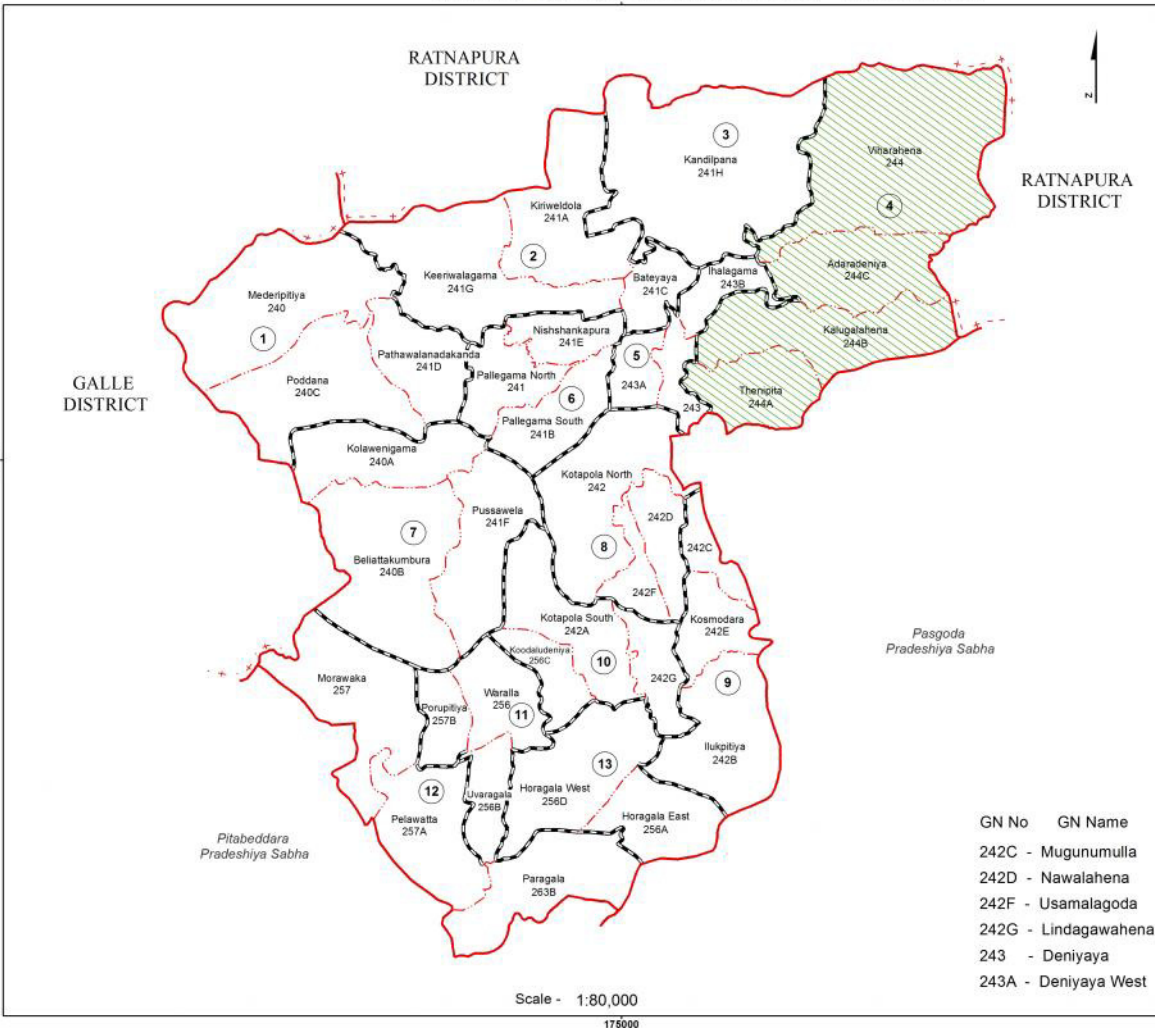 RATNAPURA
DISTRICT
N
3
Kandilpana
241H
Viharahena
244
RATNAPURA
DISTRICT
4
Kiriweldola
241A
2
Keeriwalagama
241G
Bateyaya
241C
Ihalagama
243B
Adaradeniya
244C
Mederipitiya
240
1
Nishshankapura
241E
Kalugalahena
244B
Pathawalanadakanda
241D
5
243A
Pallegama North
241
Poddana
240C
GALLE
DISTRICT
6
Thenipita
244A
243
Pallegama South
241B
Kolawenigama
240A
Kotapola North
242
Pussawela
241F
242D
7
Beliattakumbura
240B
8
242C
242F
Kotapola South
242A
Kosmodara
242E
Koodaludeniya
256C
10
Pasgoda
Pradeshiya Sabha
Morawaka
257
242G
9
Porupitiya
257B
Waralla
256
11
Ilukpitiya
242B
13
12
Pelawatta
257A
Uvaragala
256B
Horagala West
256D
Horagala East
256A
Pitabeddara
Pradeshiya Sabha
Paragala
263B
GN No GN Name
242C - Mugunumulla
242D - Nawalahena
242F - Usamalagoda
242G - Lindagawahena
243 - Deniyaya
243A - Deniyaya West
Scale - 1:80,000
175000